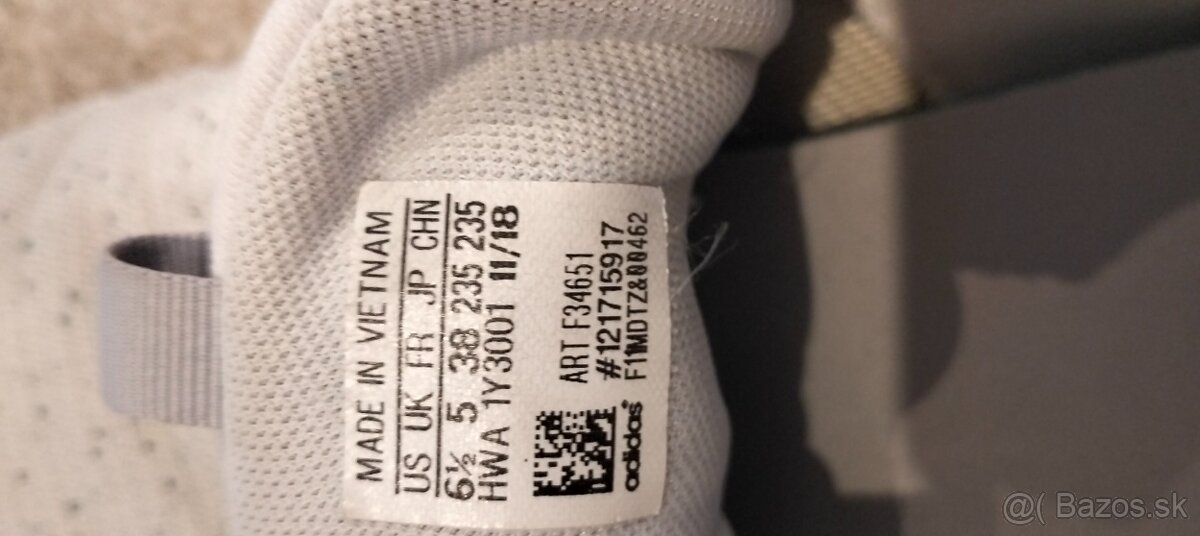 MADE IN VIETNAM
US UK FR JP CHN
6½ 5 38 235 235
HWA 1Y3001 11/18
ART F34651
#121715917
F11MDTZ&00462
adidas
@( Bazos.sk